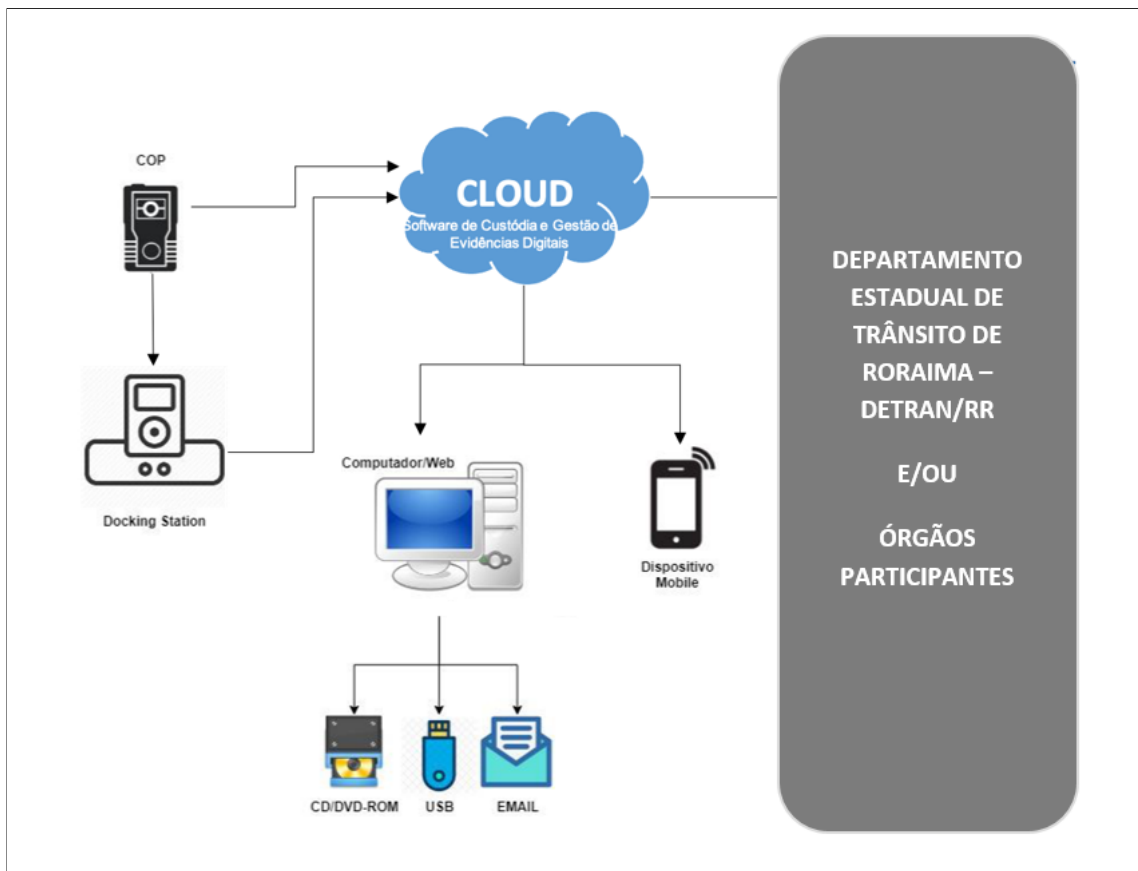 COP
CLOUD
Software de Custódia e Gestão de
Evidências Digitais
DEPARTAMENTO
ESTADUAL DE
TRÂNSITO DE
RORAIMA –
DETRAN/RR
E/OU
ÓRGÃOS
PARTICIPANTES
Docking Station
Computador/Web
Dispositivo
Mobile
CD/DVD-ROM
USB
EMAIL